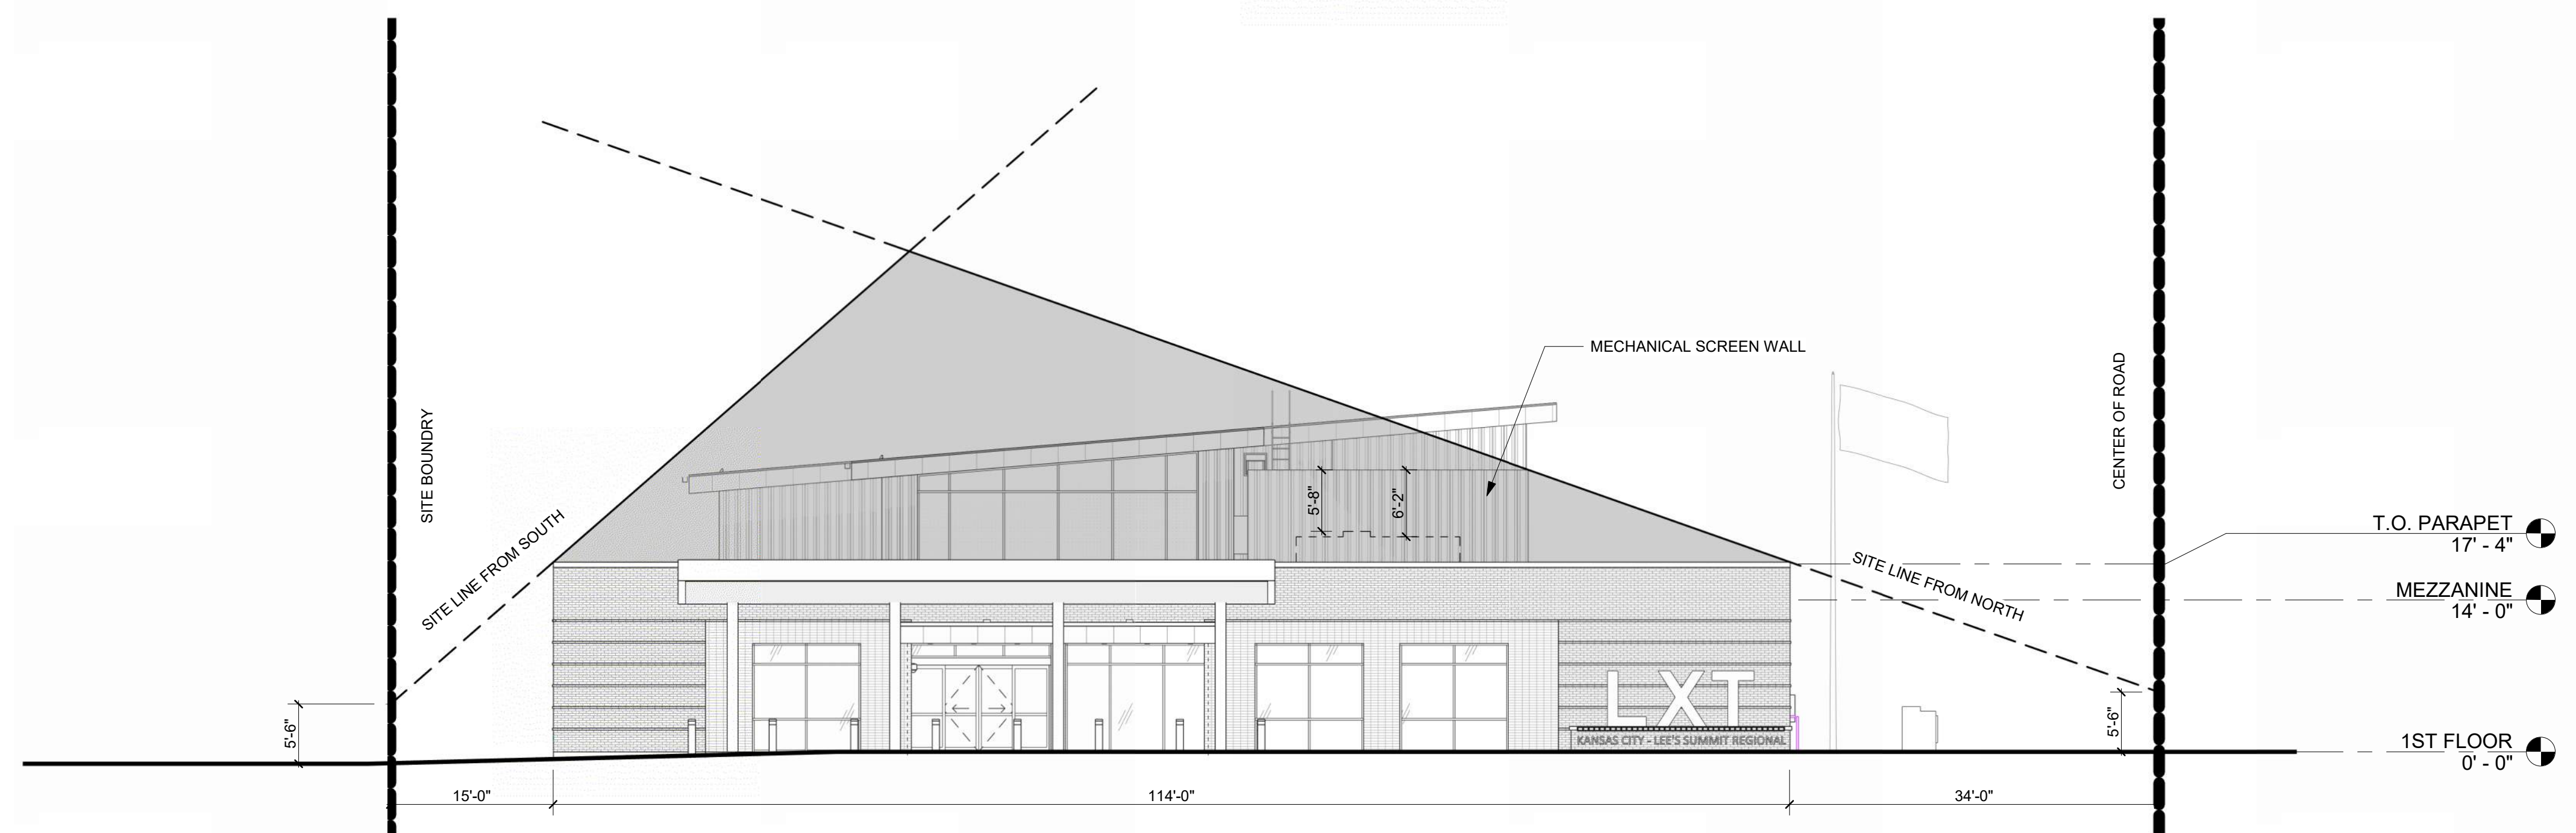 MECHANICAL SCREEN WALL
SITE BOUNDRY
CENTER OF ROAD
SITE LINE FROM SOUTH
SITE LINE FROM NORTH
5'-8"
6'-2"
T.O. PARAPET
17' - 4"
MEZZANINE
14' - 0"
LXT
KANSAS CITY - LEE'S SUMMIT REGIONAL
5'-6"
5'-6"
1ST FLOOR
0' - 0"
15'-0"
114'-0"
34'-0"